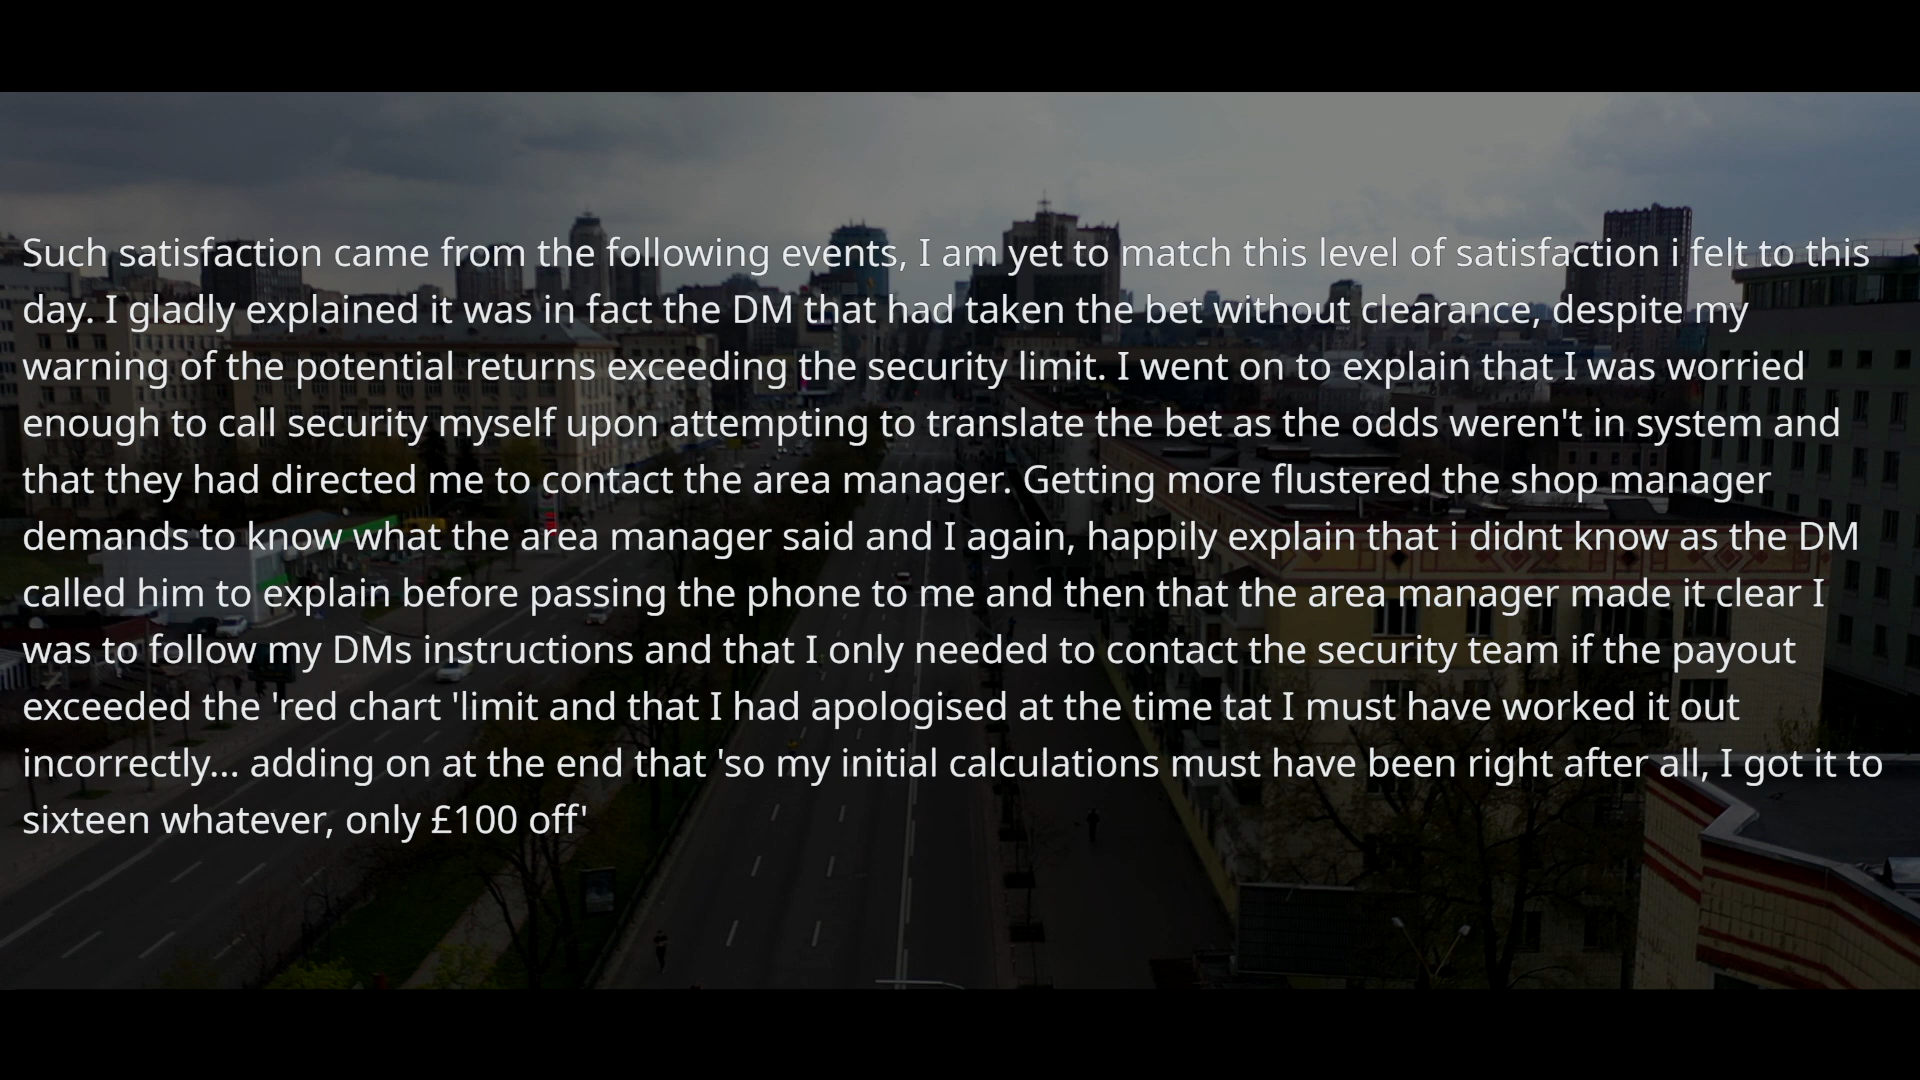 Such satisfaction came from the following events, I am yet to match this level of satisfaction i felt to this
day. I gladly explained it was in fact the DM that had taken the bet without clearance, despite my
warning of the potential returns exceeding the security limit. I went on to explain that I was worried
enough to call security myself upon attempting to translate the bet as the odds weren't in system and
that they had directed me to contact the area manager. Getting more flustered the shop manager
demands to know what the area manager said and I again, happily explain that i didnt know as the DM
called him to explain before passing the phone to me and then that the area manager made it clear I
was to follow my DMs instructions and that I only needed to contact the security team if the payout
exceeded the 'red chart 'limit and that I had apologised at the time tat I must have worked it out
incorrectly... adding on at the end that 'so my initial calculations must have been right after all, I got it to
sixteen whatever, only £100 off'